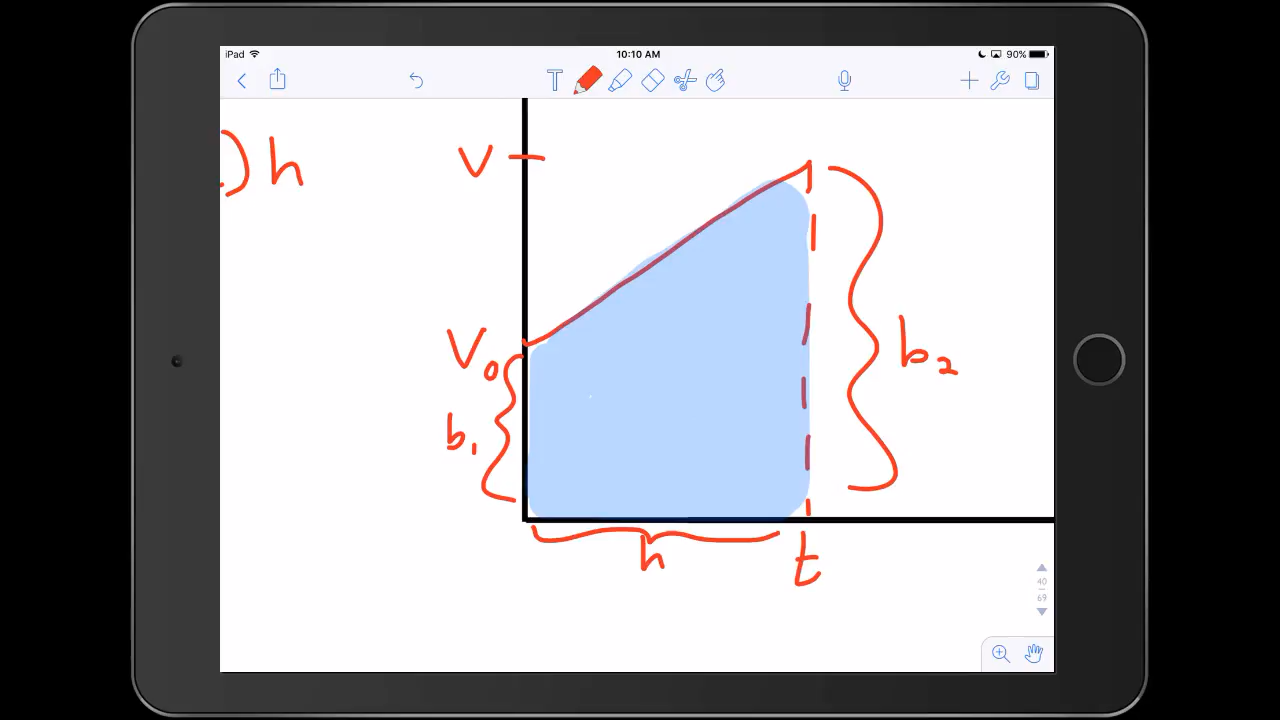 iPad
10:10 AM
90%
T
) h
V
V₀
b₁
b₂
h
t
40
69